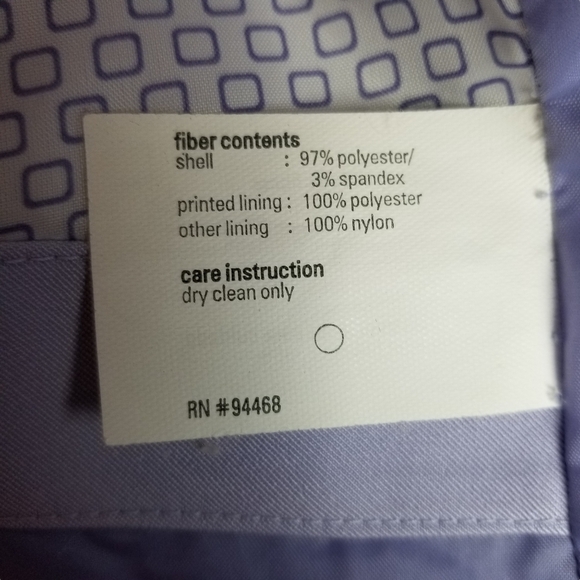 fiber contents
shell : 97% polyester/
3% spandex
printed lining : 100% polyester
other lining : 100% nylon
care instruction
dry clean only
RN #94468